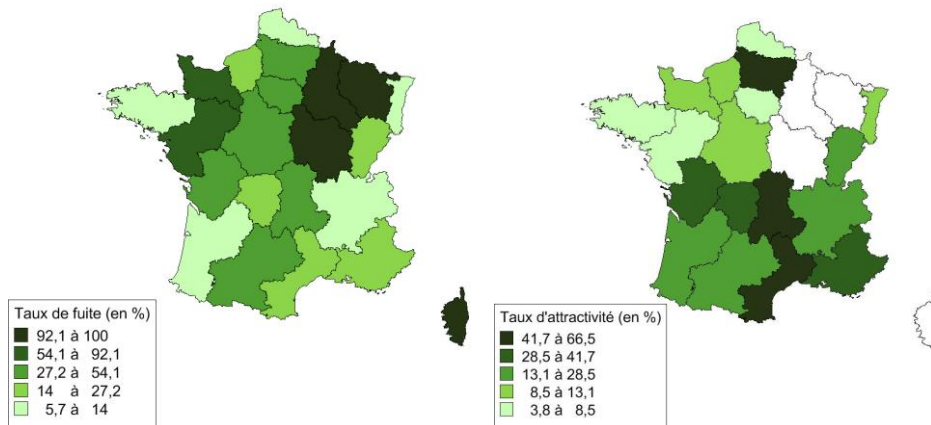 Taux de fuite (en %)
92,1 à 100
54,1 à 92,1
27,2 à 54,1
14 à 27,2
5,7 à 14
Taux d'attractivité (en %)
41,7 à 66,5
28,5 à 41,7
13,1 à 28,5
8,5 à 13,1
3,8 à 8,5